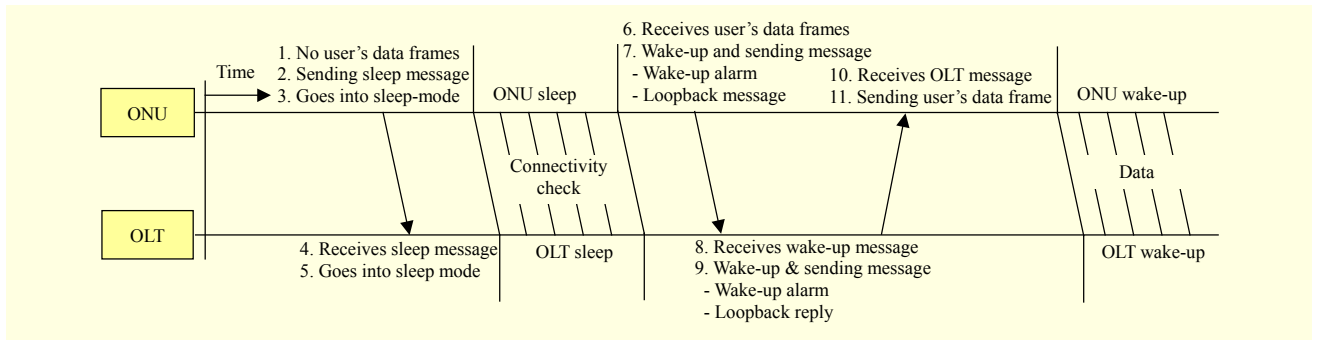 Time
1. No user's data frames
2. Sending sleep message
3. Goes into sleep-mode
ONU sleep
6. Receives user's data frames
7. Wake-up and sending message
- Wake-up alarm
- Loopback message
10. Receives OLT message
11. Sending user's data frame
ONU wake-up
ONU
Connectivity
check
Data
OLT
4. Receives sleep message
5. Goes into sleep mode
OLT sleep
8. Receives wake-up message
9. Wake-up & sending message
- Wake-up alarm
- Loopback reply
OLT wake-up